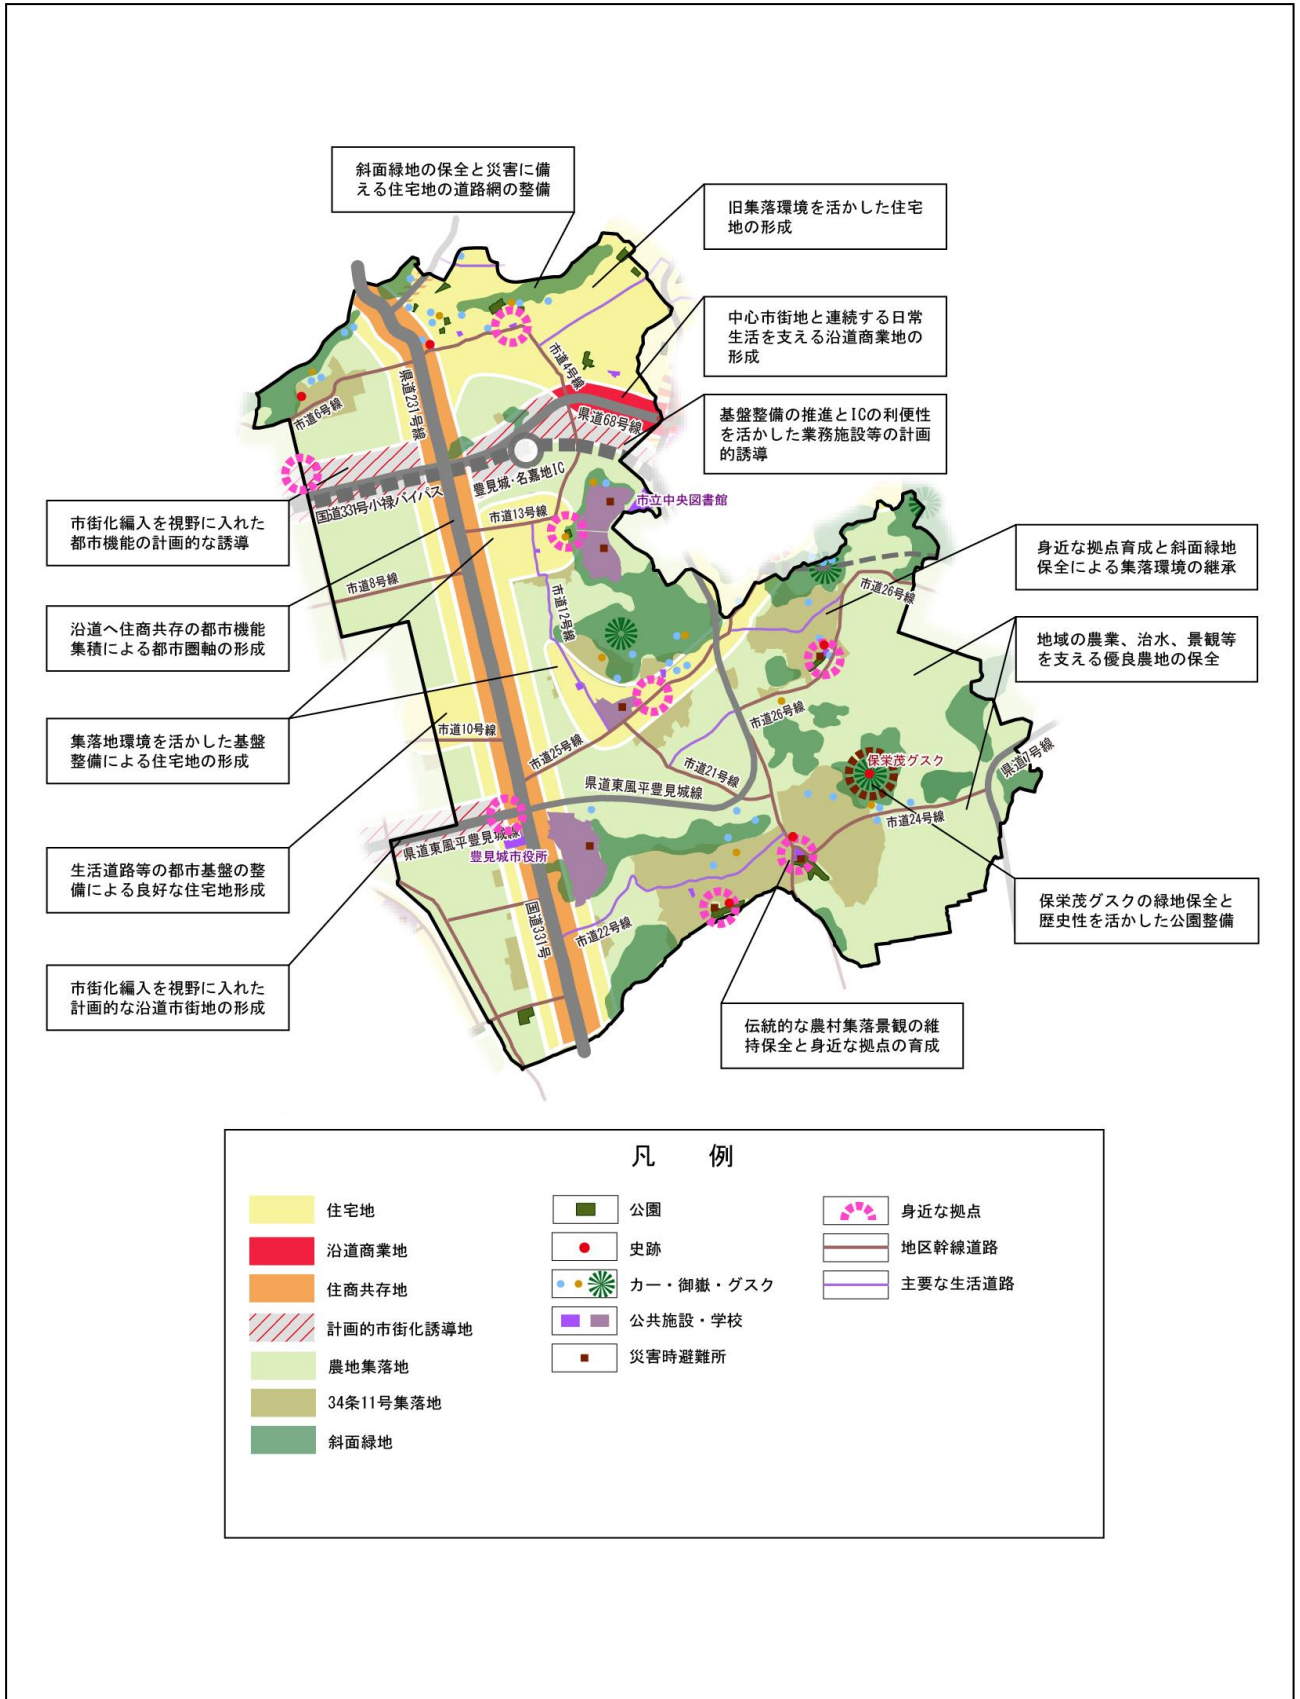 斜面緑地の保全と災害に備
える住宅地の道路網の整備
旧集落環境を活かした住宅
地の形成
中心市街地と連続する日常
生活を支える沿道商業地の
形成
基盤整備の推進とICの利便性
を活かした業務施設等の計画
的誘導
市街化編入を視野に入れた
都市機能の計画的な誘導
沿道へ住商共存の都市機能
集積による都市圏軸の形成
集落地環境を活かした基盤
整備による住宅地の形成
生活道路等の都市基盤の整
備による良好な住宅地形成
市街化編入を視野に入れた
計画的な沿道市街地の形成
身近な拠点育成と斜面緑地
保全による集落環境の継承
地域の農業、治水、景観等
を支える優良農地の保全
保栄茂グスクの緑地保全と
歴史性を活かした公園整備
伝統的な農村集落景観の維
持保全と身近な拠点の育成
市道4号線
県道231号線
市道6号線
県道68号線
豊見城・名嘉地IC
国道331号小禄バイパス
市道13号線
市立中央図書館
市道8号線
市道12号線
市道26号線
市道10号線
市道25号線
市道26号線
市道21号線
保栄茂グスク
県道7号線
県道東風平豊見城線
市道24号線
県道東風平豊見城線
豊見城市役所
国道331号
市道22号線
凡 例
住宅地
沿道商業地
住商共存地
計画的市街化誘導地
農地集落地
34条11号集落地
斜面緑地
公園
史跡
カー・御嶽・グスク
公共施設・学校
災害時避難所
身近な拠点
地区幹線道路
主要な生活道路